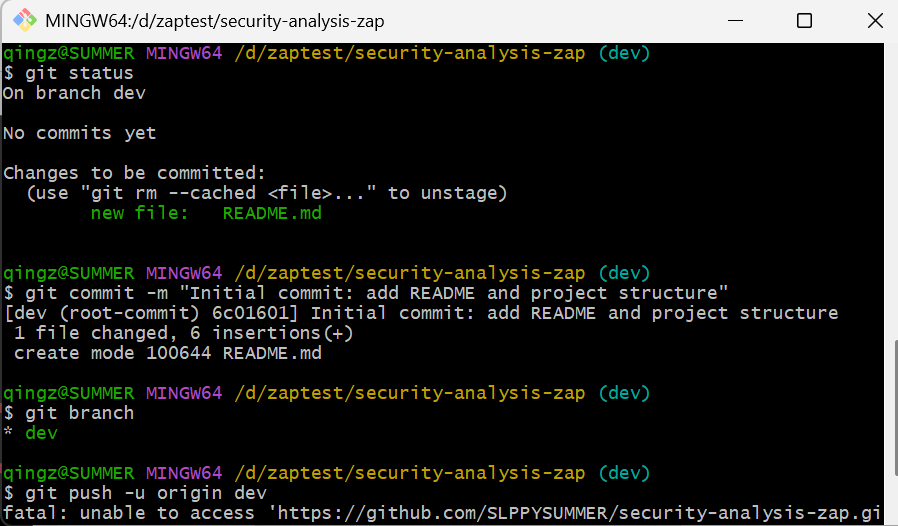 MINGW64:/d/zaptest/security-analysis-zap
qingz@SUMMER MINGW64 /d/zaptest/security-analysis-zap (dev)
$ git status
On branch dev
No commits yet
Changes to be committed:
  (use "git rm --cached <file>..." to unstage)
        new file:   README.md
qingz@SUMMER MINGW64 /d/zaptest/security-analysis-zap (dev)
$ git commit -m "Initial commit: add README and project structure"
[dev (root-commit) 6c01601] Initial commit: add README and project structure
 1 file changed, 6 insertions(+)
 create mode 100644 README.md
qingz@SUMMER MINGW64 /d/zaptest/security-analysis-zap (dev)
$ git branch
* dev
qingz@SUMMER MINGW64 /d/zaptest/security-analysis-zap (dev)
$ git push -u origin dev
fatal: unable to access 'https://github.com/SLPPYSUMMER/security-analysis-zap.gi